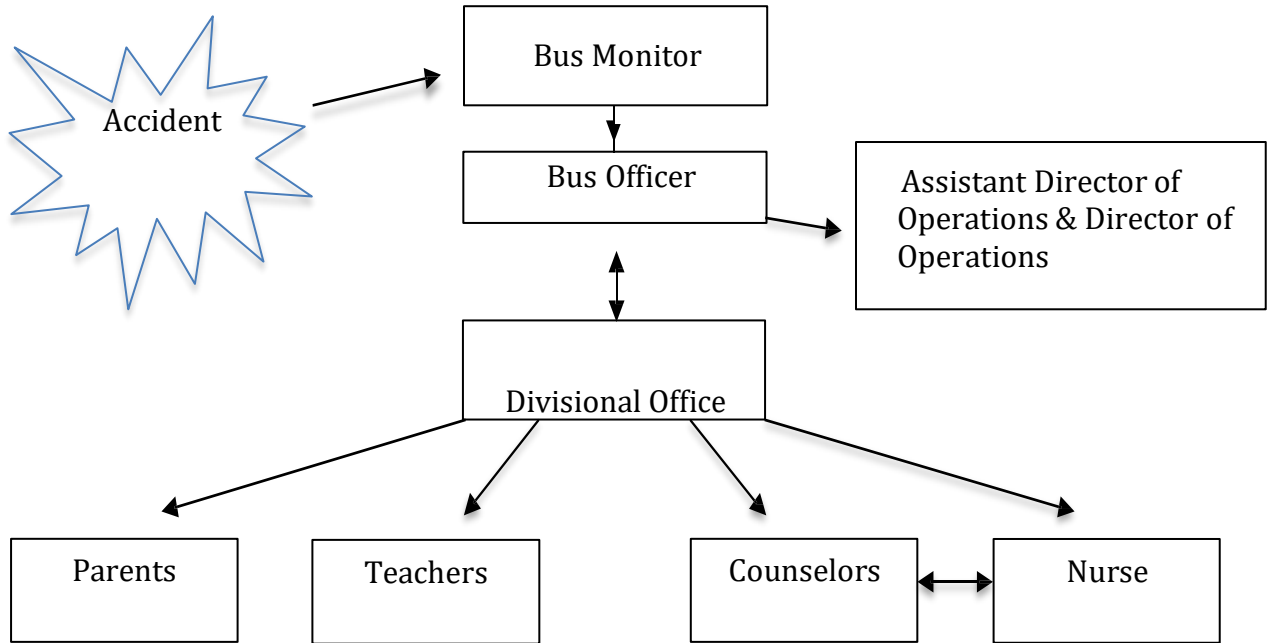 Bus Monitor
Accident
Bus Officer
Assistant Director of
Operations & Director of
Operations
Divisional Office
Parents
Teachers
Counselors
Nurse